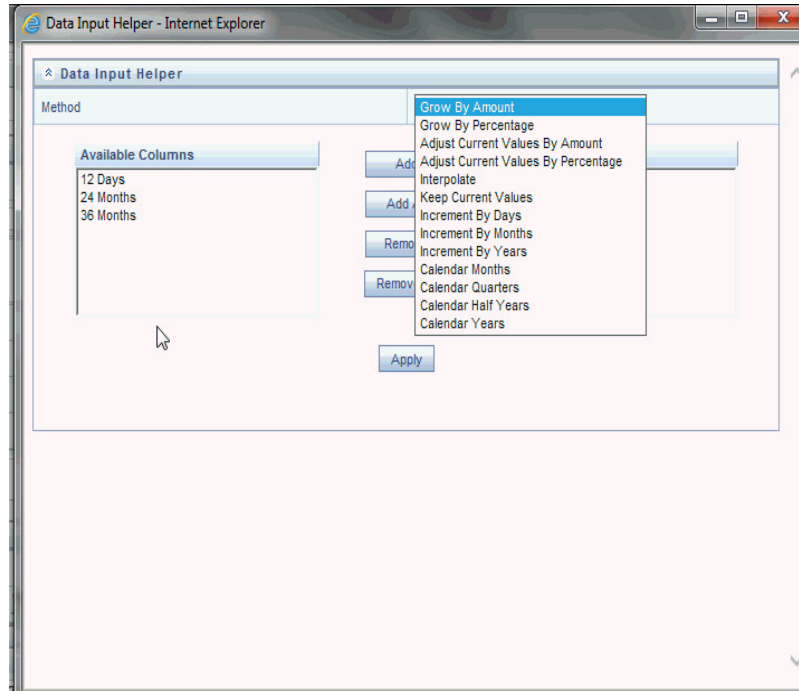 Data Input Helper - Internet Explorer
Data Input Helper
Method
Grow By Amount
Grow By Percentage
Adjust Current Values By Amount
Adjust Current Values By Percentage
Interpolate
Keep Current Values
Increment By Days
Increment By Months
Increment By Years
Calendar Months
Calendar Quarters
Calendar Half Years
Calendar Years
Available Columns
12 Days
24 Months
36 Months
Add
Add
Apply